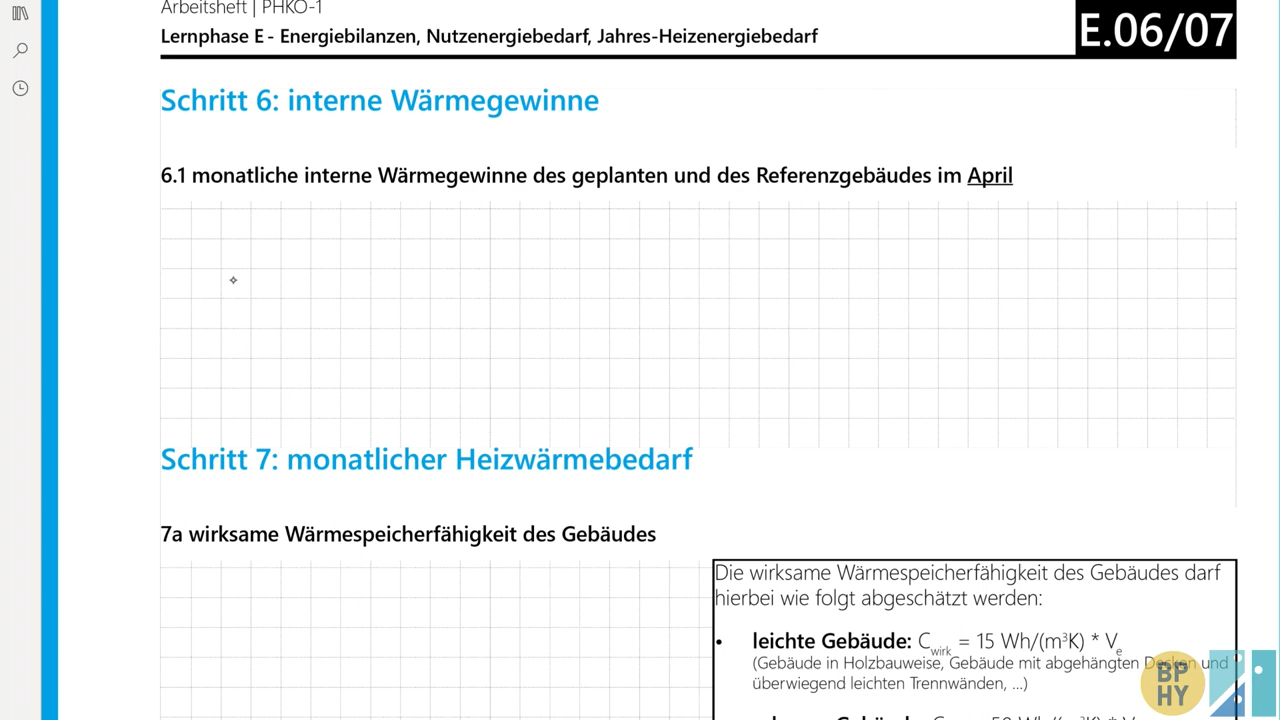 Arbeitsheft | PHKO-1
Lernphase E - Energiebilanzen, Nutzenergiebedarf, Jahres-Heizenergiebedarf
E.06/07
Schritt 6: interne Wärmegewinne
6.1 monatliche interne Wärmegewinne des geplanten und des Referenzgebäudes im April
Schritt 7: monatlicher Heizwärmebedarf
7a wirksame Wärmespeicherfähigkeit des Gebäudes
Die wirksame Wärmespeicherfähigkeit des Gebäudes darf
hierbei wie folgt abgeschätzt werden:
• leichte Gebäude: C_wirk = 15 Wh/(m³K) * V_e
(Gebäude in Holzbauweise, Gebäude mit abgehängten Decken und
überwiegend leichten Trennwänden, ...)
BP
HY